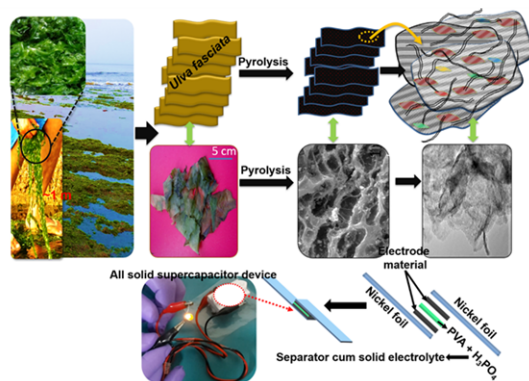 Ulva fasciata
Pyrolysis
5 cm
Pyrolysis
Electrode
material
All solid supercapacitor device
Nickel foil
Nickel foil
PVA + H₃PO₄
Separator cum solid electrolyte